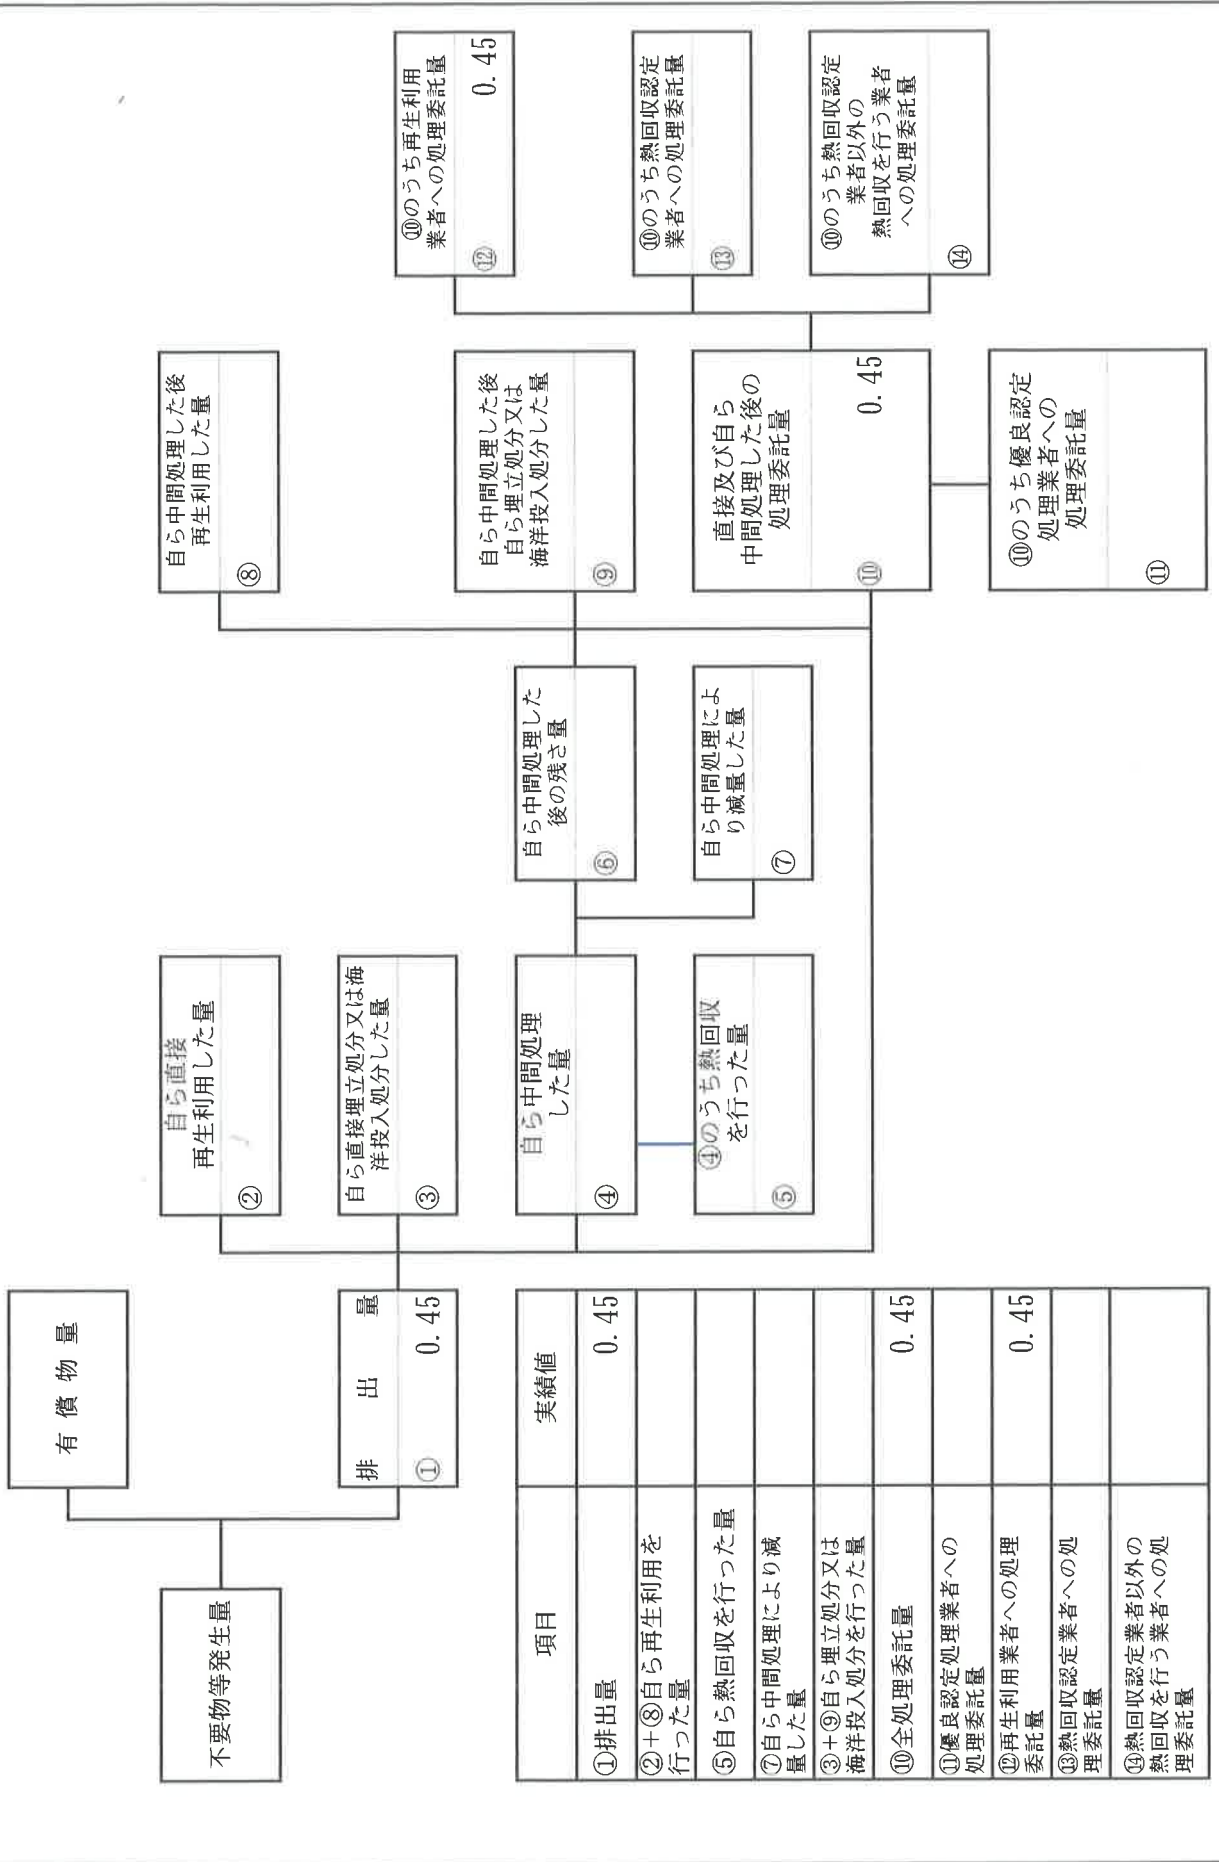 有償物量
不要物等発生量
排出量
① 0.45
自ら直接
再生利用した量
②
自ら直接埋立処分又は海
洋投入処分した量
③
自ら中間処理
した量
④
④のうち熱回収
を行った量
⑤
自ら中間処理した
後の残さ量
⑥
自ら中間処理によ
り減量した量
⑦
自ら中間処理した後
再生利用した量
⑧
自ら中間処理した後
自ら埋立処分又は
海洋投入処分した量
⑨
直接及び自ら
中間処理した後の
処理委託量
⑩ 0.45
⑩のうち優良認定
処理業者への
処理委託量
⑪
⑩のうち再生利用
業者への処理委託量
⑫ 0.45
⑩のうち熱回収認定
業者への処理委託量
⑬
⑩のうち熱回収認定
業者以外の
熱回収を行う業者
への処理委託量
⑭
項目 実績値
①排出量 0.45
②+⑧自ら再生利用を
行った量
⑤自ら熱回収を行った量
⑦自ら中間処理により減
量した量
③+⑨自ら埋立処分又は
海洋投入処分を行った量
⑩全処理委託量 0.45
⑪優良認定処理業者への
処理委託量
⑫再生利用業者への処理
委託量 0.45
⑬熱回収認定業者への処
理委託量
⑭熱回収認定業者以外の
熱回収を行う業者への処
理委託量